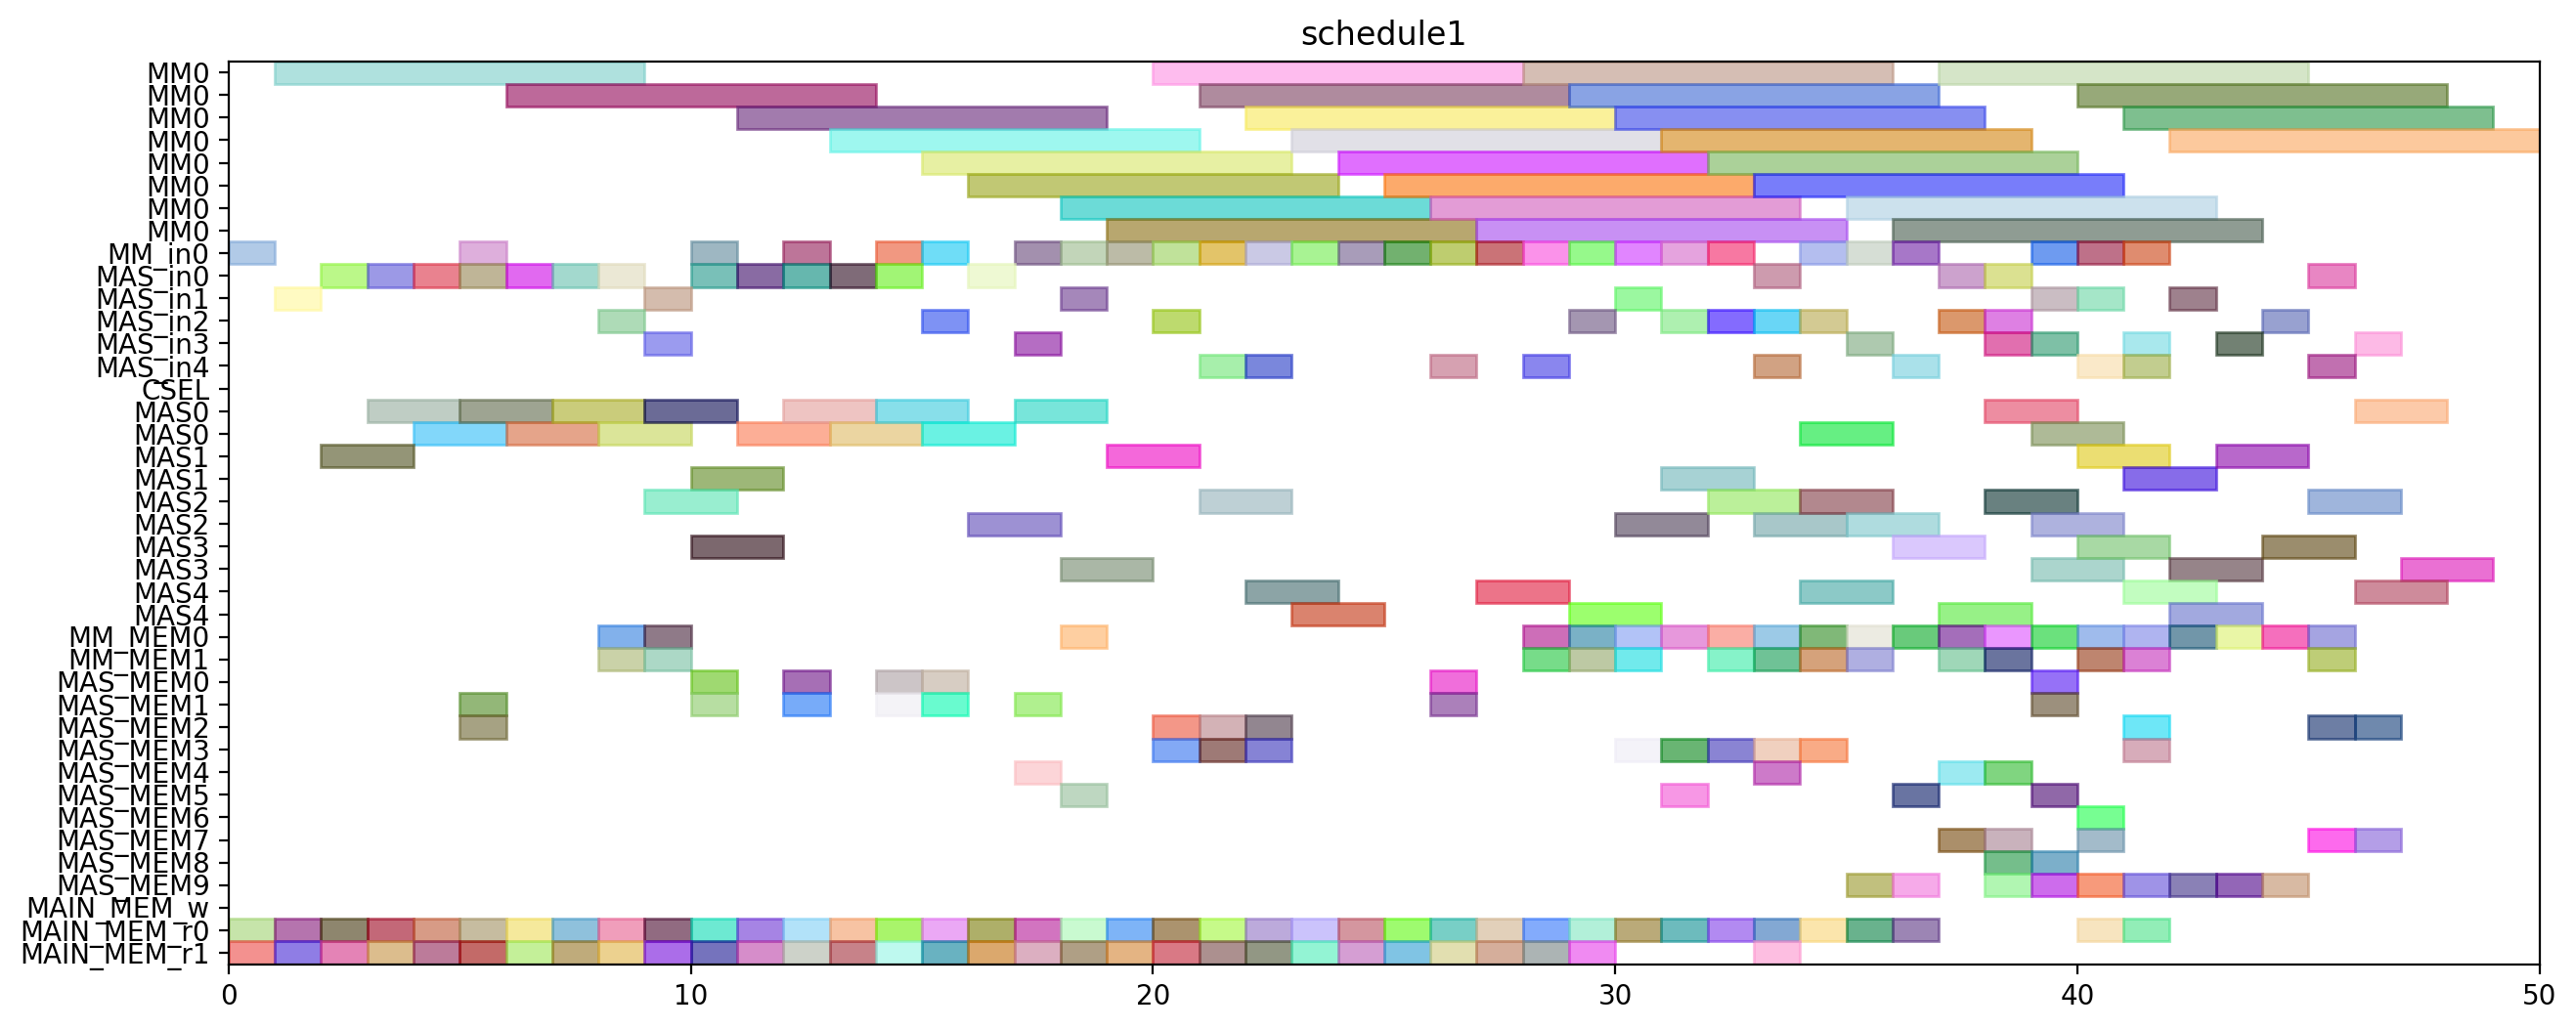 schedule1
MM0
MM0
MM0
MM0
MM0
MM0
MM0
MM0
MM_in0
MAS_in0
MAS_in1
MAS_in2
MAS_in3
MAS_in4
CSEL
MAS0
MAS0
MAS1
MAS1
MAS2
MAS2
MAS3
MAS3
MAS4
MAS4
MM_MEM0
MM_MEM1
MAS_MEM0
MAS_MEM1
MAS_MEM2
MAS_MEM3
MAS_MEM4
MAS_MEM5
MAS_MEM6
MAS_MEM7
MAS_MEM8
MAS_MEM9
MAIN_MEM_w
MAIN_MEM_r0
MAIN_MEM_r1
0 10 20 30 40 50